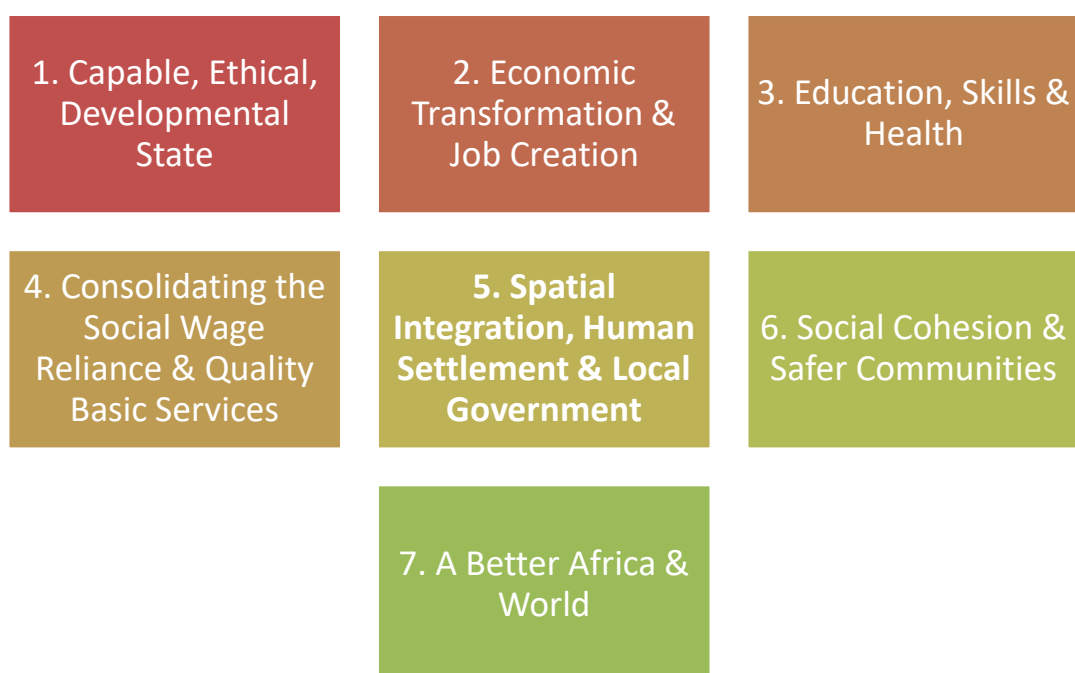 1. Capable, Ethical,
Developmental
State
2. Economic
Transformation &
Job Creation
3. Education, Skills &
Health
4. Consolidating the
Social Wage
Reliance & Quality
Basic Services
5. Spatial
Integration, Human
Settlement & Local
Government
6. Social Cohesion &
Safer Communities
7. A Better Africa &
World